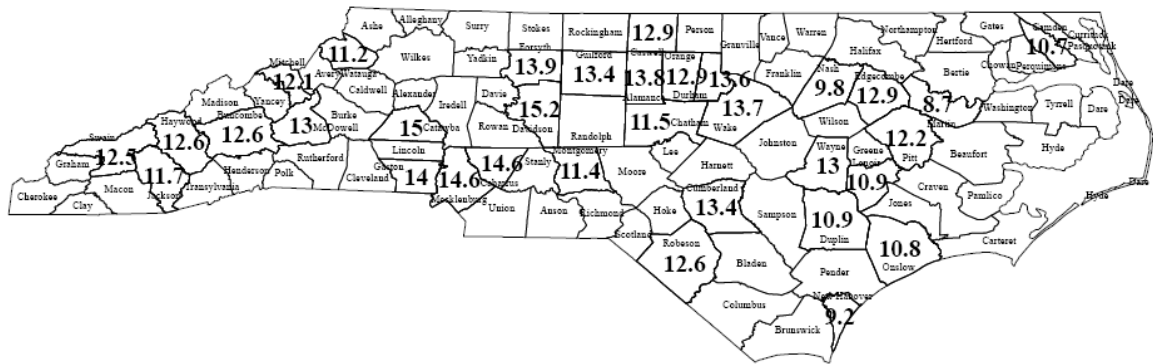 Ashe
Alleghany
Surry
Stokes
Rockingham
12.9
Caswell
Person
Granville
Vance
Warren
Northampton
Gates
Camden
Currituck
Pasquotank
10.7
Perquimans
Chowan
Hertford
Halifax
Bertie
11.2
Wilkes
Yadkin
Forsyth
13.9
Guilford
13.4
13.8
Alamance
Orange
12.9
Durham
13.6
Franklin
Nash
9.8
Edgecombe
12.9
8.7
Martin
Washington
Tyrrell
Dare
Dare
Dare
Mitchell
12.1
Avery
Watauga
Caldwell
Alexander
Iredell
Davie
15.2
Davidson
Randolph
11.5
Chatham
13.7
Wake
Wilson
Madison
Yancey
Buncombe
12.6
13
McDowell
Burke
15
Catawba
Rowan
Johnston
Wayne
13
Greene
12.2
Pitt
Beaufort
Hyde
Haywood
12.6
Swain
12.5
Graham
11.7
Jackson
Henderson
Polk
Rutherford
Lincoln
Gaston
Cleveland
14
14.6
Mecklenburg
14.6
Cabarrus
Stanly
Montgomery
11.4
Moore
Lee
Harnett
Lenoir
10.9
Craven
Pamlico
Jones
Dare
Hyde
Cherokee
Clay
Macon
Transylvania
Union
Anson
Richmond
Scotland
Hoke
Cumberland
13.4
Sampson
10.9
Duplin
10.8
Onslow
Carteret
Robeson
12.6
Bladen
Pender
New Hanover
9.2
Columbus
Brunswick